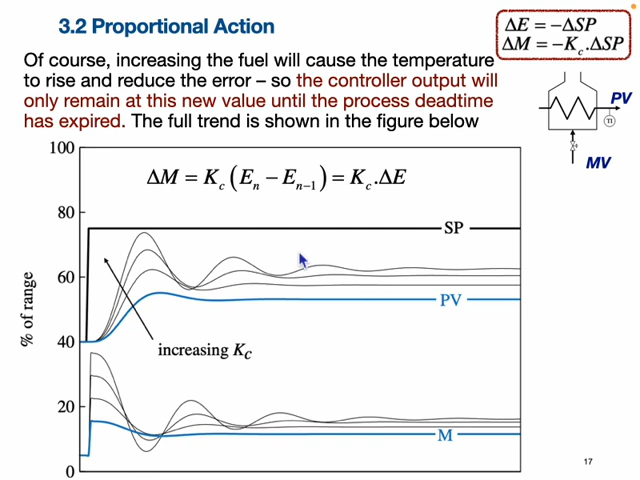 3.2 Proportional Action
ΔE = −ΔSP
ΔM = −Kc.ΔSP
Of course, increasing the fuel will cause the temperature
to rise and reduce the error – so the controller output will
only remain at this new value until the process deadtime
has expired. The full trend is shown in the figure below
PV
TI
MV
100
ΔM = Kc (En − En−1) = Kc.ΔE
80
SP
60
PV
% of range
40
increasing KC
20
M
0
17